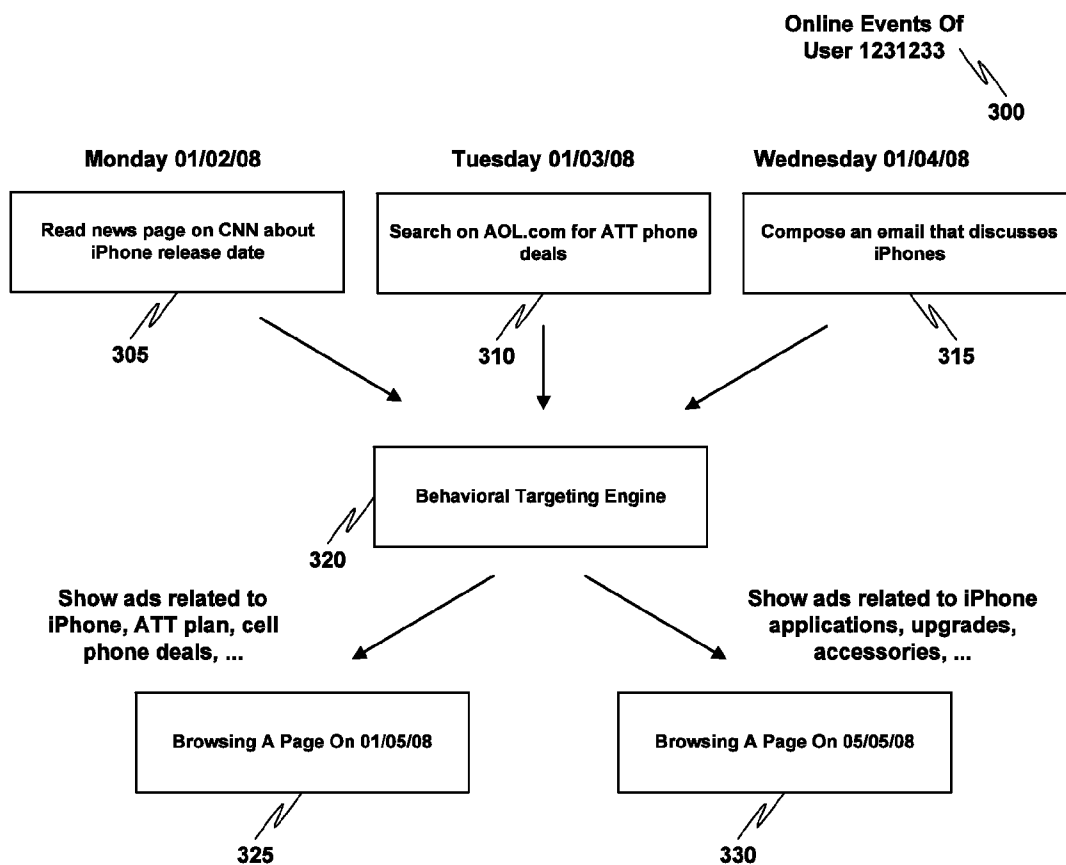 Online Events Of
User 1231233
300
Monday 01/02/08
Tuesday 01/03/08
Wednesday 01/04/08
Read news page on CNN about
iPhone release date
Search on AOL.com for ATT phone
deals
Compose an email that discusses
iPhones
305
310
315
Behavioral Targeting Engine
320
Show ads related to
iPhone, ATT plan, cell
phone deals, ...
Show ads related to iPhone
applications, upgrades,
accessories, ...
Browsing A Page On 01/05/08
Browsing A Page On 05/05/08
325
330